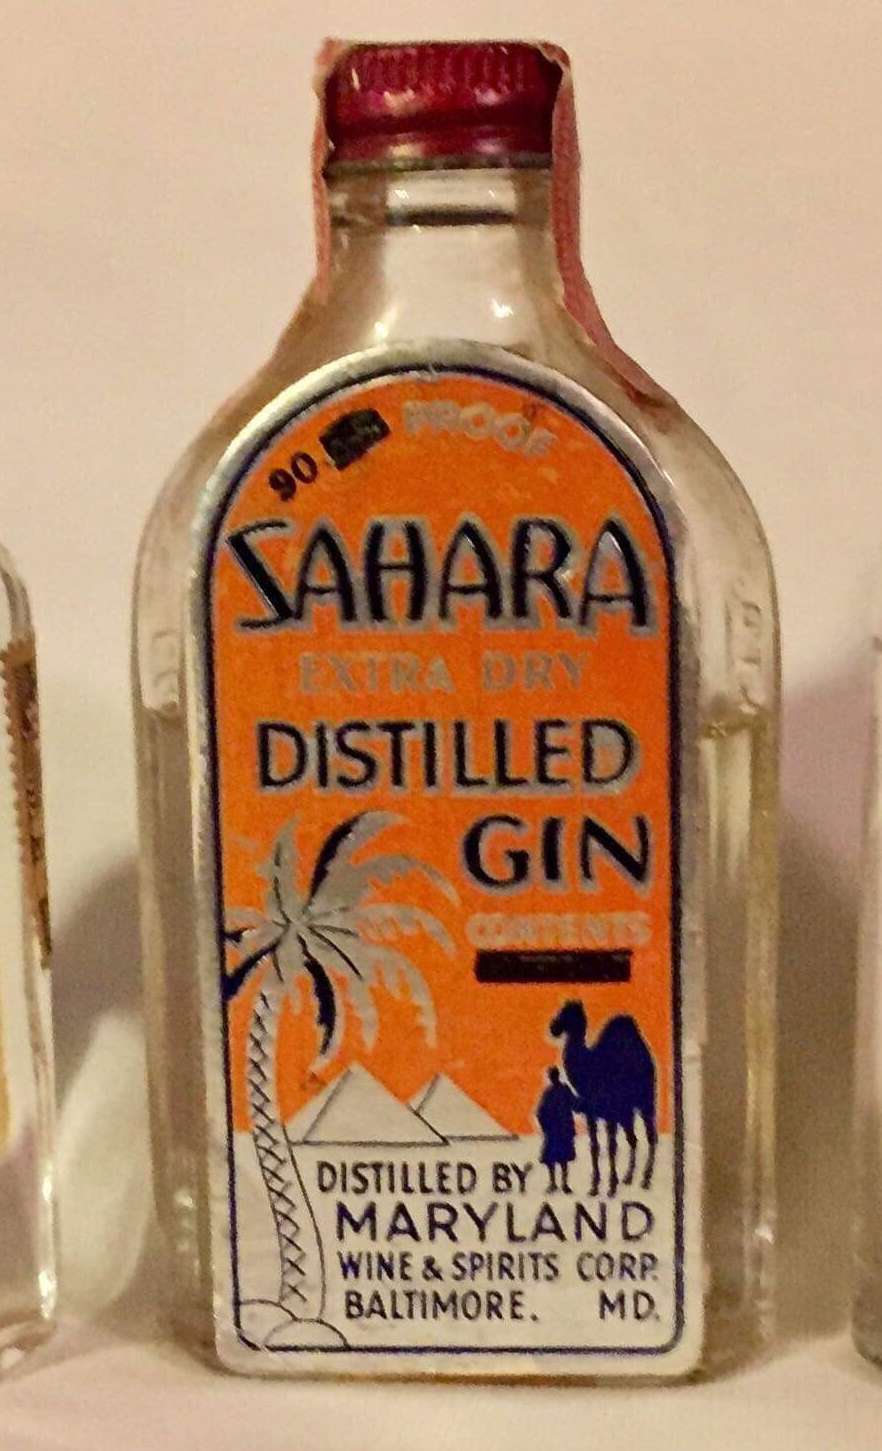 90 PROOF
SAHARA
EXTRA DRY
DISTILLED
GIN
CONTENTS
DISTILLED BY
MARYLAND
WINE & SPIRITS CORP.
BALTIMORE. MD.